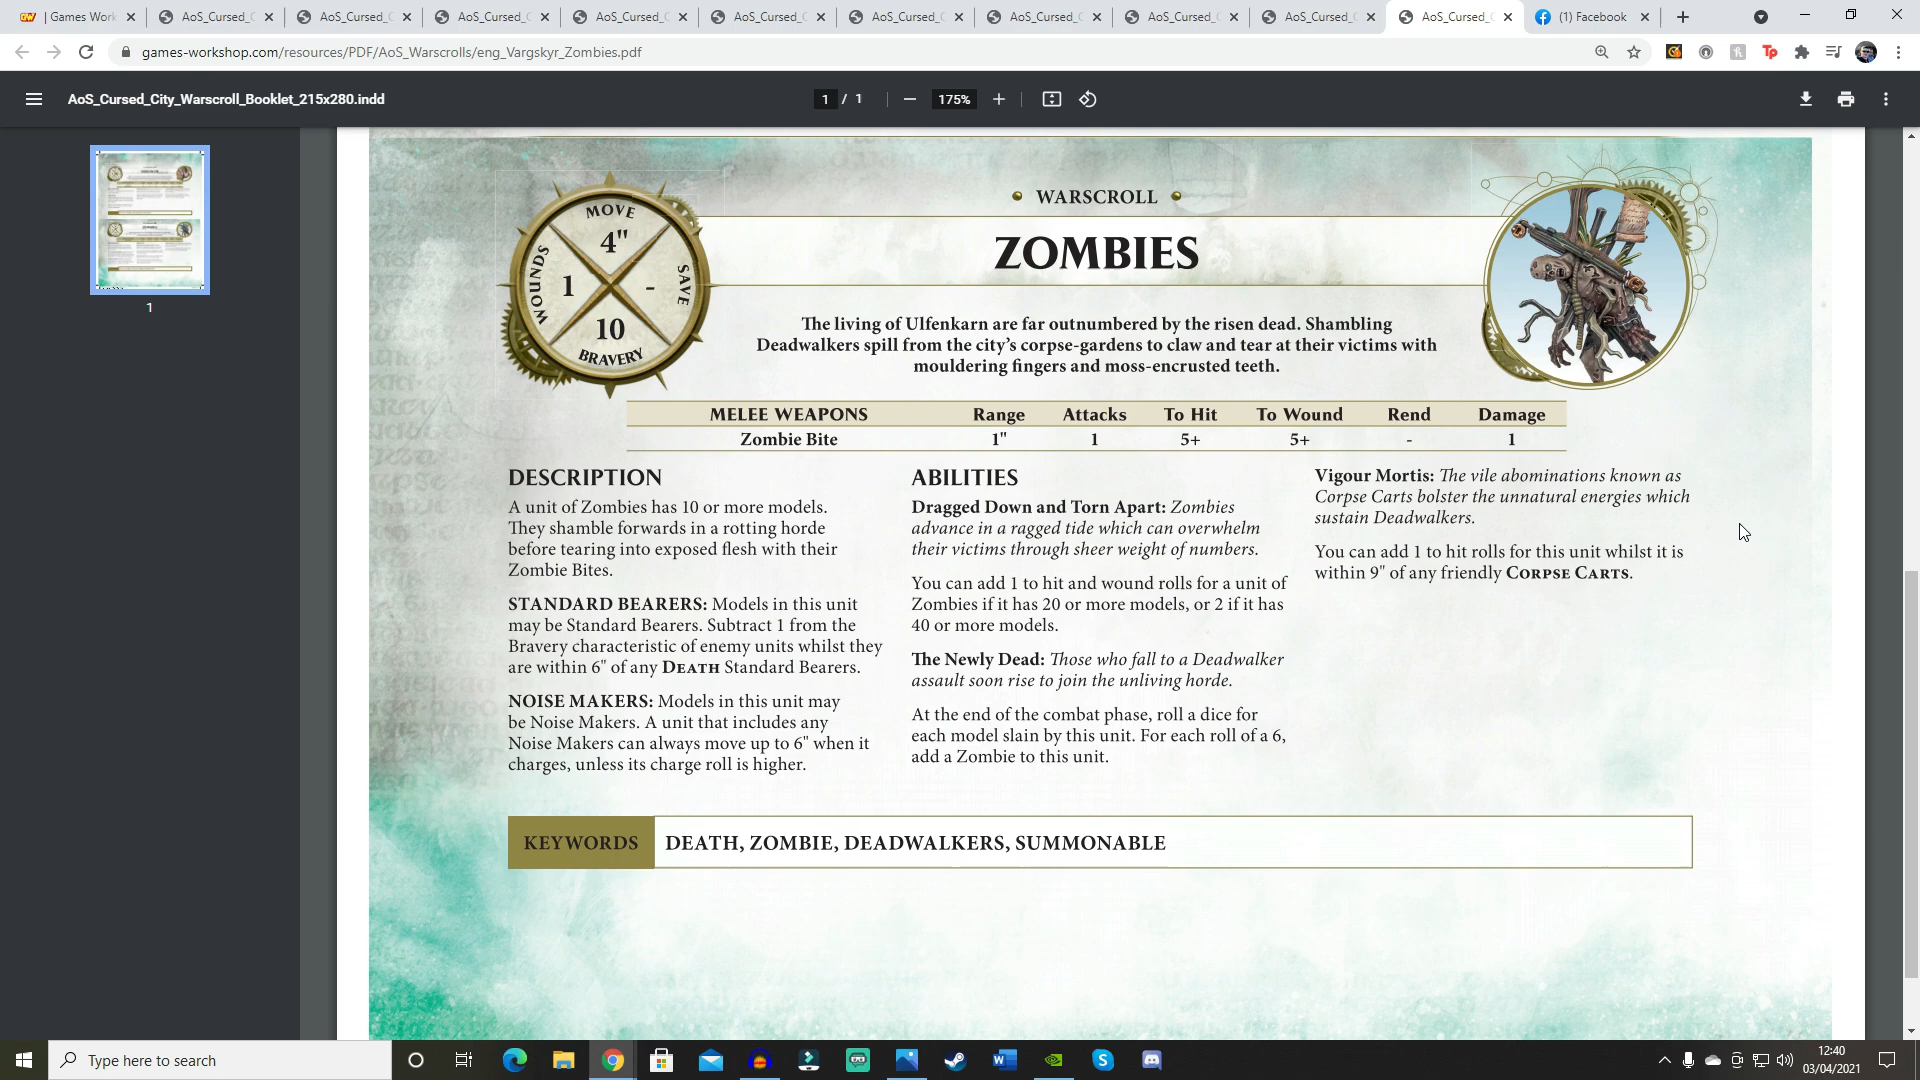 | Games Work
AoS_Cursed_C
AoS_Cursed_C
AoS_Cursed_C
AoS_Cursed_C
AoS_Cursed_C
AoS_Cursed_C
AoS_Cursed_C
AoS_Cursed_C
AoS_Cursed_C
AoS_Cursed_C
(1) Facebook
games-workshop.com/resources/PDF/AoS_Warscrolls/eng_Vargskyr_Zombies.pdf
AoS_Cursed_City_Warscroll_Booklet_215x280.indd
1 / 1
175%
1
WARSCROLL
ZOMBIES
MOVE
4"
WOUNDS
1
-
SAVE
10
BRAVERY
The living of Ulfenkarn are far outnumbered by the risen dead. Shambling
Deadwalkers spill from the city's corpse-gardens to claw and tear at their victims with
mouldering fingers and moss-encrusted teeth.
MELEE WEAPONS Range Attacks To Hit To Wound Rend Damage
Zombie Bite 1" 1 5+ 5+ - 1
DESCRIPTION
A unit of Zombies has 10 or more models.
They shamble forwards in a rotting horde
before tearing into exposed flesh with their
Zombie Bites.
STANDARD BEARERS: Models in this unit
may be Standard Bearers. Subtract 1 from the
Bravery characteristic of enemy units whilst they
are within 6" of any DEATH Standard Bearers.
NOISE MAKERS: Models in this unit may
be Noise Makers. A unit that includes any
Noise Makers can always move up to 6" when it
charges, unless its charge roll is higher.
ABILITIES
Dragged Down and Torn Apart: Zombies
advance in a ragged tide which can overwhelm
their victims through sheer weight of numbers.
You can add 1 to hit and wound rolls for a unit of
Zombies if it has 20 or more models, or 2 if it has
40 or more models.
The Newly Dead: Those who fall to a Deadwalker
assault soon rise to join the unliving horde.
At the end of the combat phase, roll a dice for
each model slain by this unit. For each roll of a 6,
add a Zombie to this unit.
Vigour Mortis: The vile abominations known as
Corpse Carts bolster the unnatural energies which
sustain Deadwalkers.
You can add 1 to hit rolls for this unit whilst it is
within 9" of any friendly CORPSE CARTS.
KEYWORDS DEATH, ZOMBIE, DEADWALKERS, SUMMONABLE
Type here to search
12:40
03/04/2021